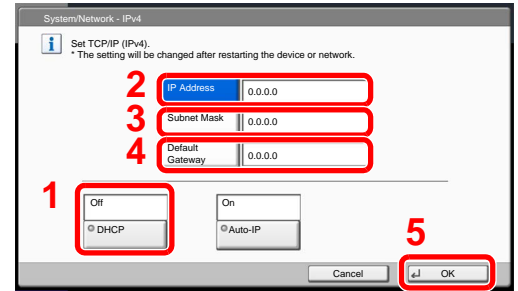 System/Network - IPv4
i
Set TCP/IP (IPv4).
* The setting will be changed after restarting the device or network.
2
IP Address
0.0.0.0
3
Subnet Mask
0.0.0.0
4
Default
Gateway
0.0.0.0
1
Off
On
DHCP
Auto-IP
5
Cancel
OK